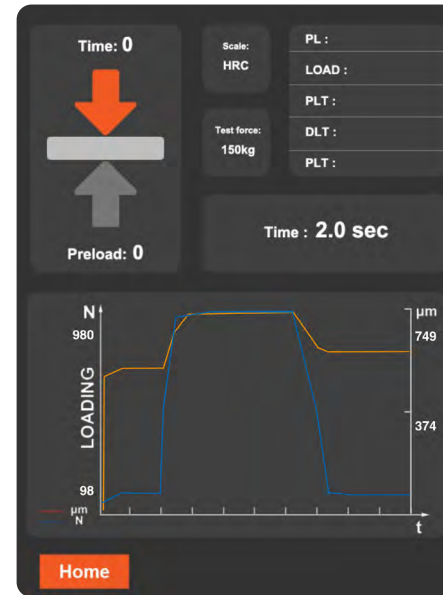 Time: 0
Preload: 0
Scale:
HRC
Test force:
150kg
PL :
LOAD :
PLT :
DLT :
PLT :
Time : 2.0 sec
N
980
LOADING
98
μm
749
374
μm
N
t
Home